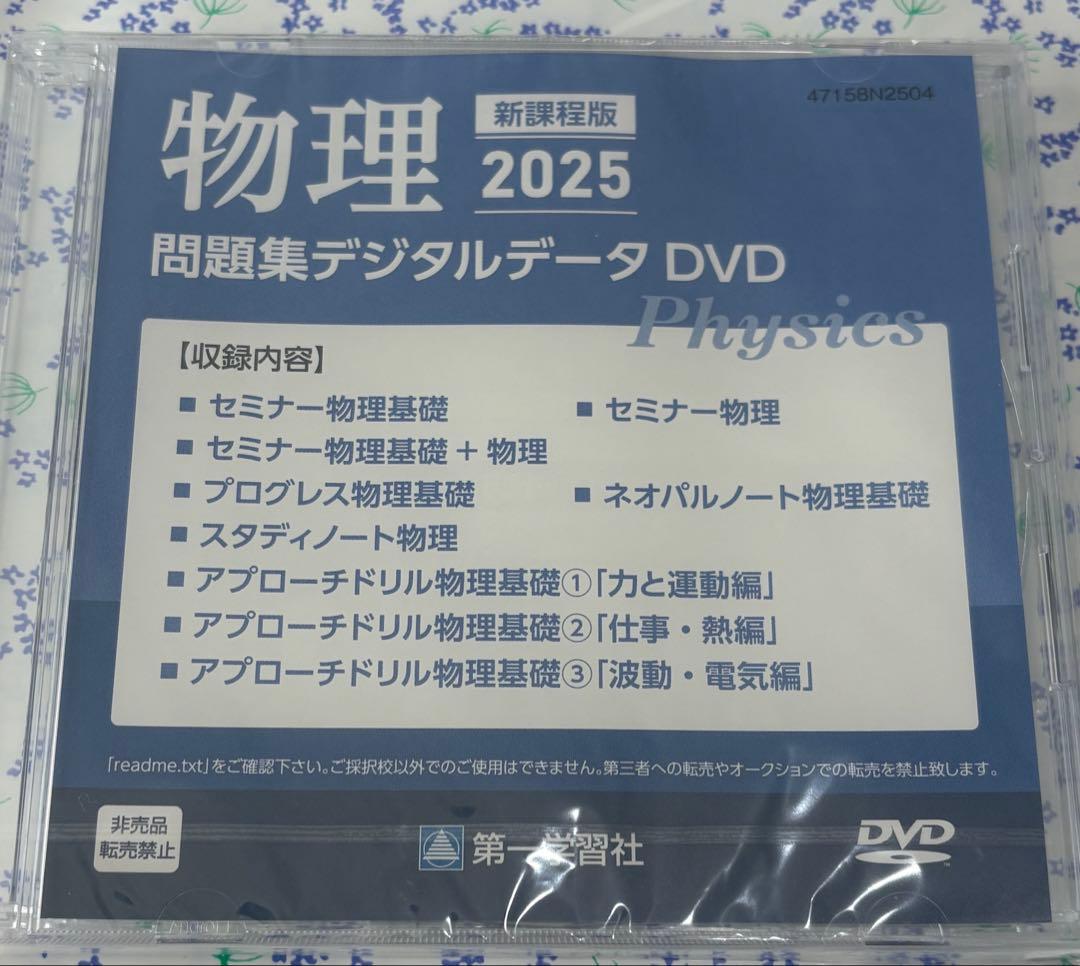 47158N2504
物理
新課程版
2025
問題集デジタルデータ DVD
Physics
【収録内容】
■ セミナー物理基礎 ■ セミナー物理
■ セミナー物理基礎 + 物理
■ プログレス物理基礎 ■ ネオパルノート物理基礎
■ スタディノート物理
■ アプローチドリル物理基礎①「力と運動編」
■ アプローチドリル物理基礎②「仕事・熱編」
■ アプローチドリル物理基礎③「波動・電気編」
「readme.txt」をご確認下さい。ご採択校以外でのご使用はできません。第三者への転売やオークションでの転売を禁止致します。
非売品
転売禁止
第一学習社
DVD